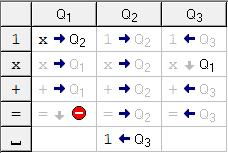 Q₁ Q₂ Q₃
1 x → Q₂ 1 → Q₂ 1 ← Q₃
x x → Q₁ x → Q₂ x ↓ Q₁
+ + → Q₁ + → Q₂ + ← Q₃
= = ↓ = → Q₂ = ← Q₃
␣ 1 ← Q₃